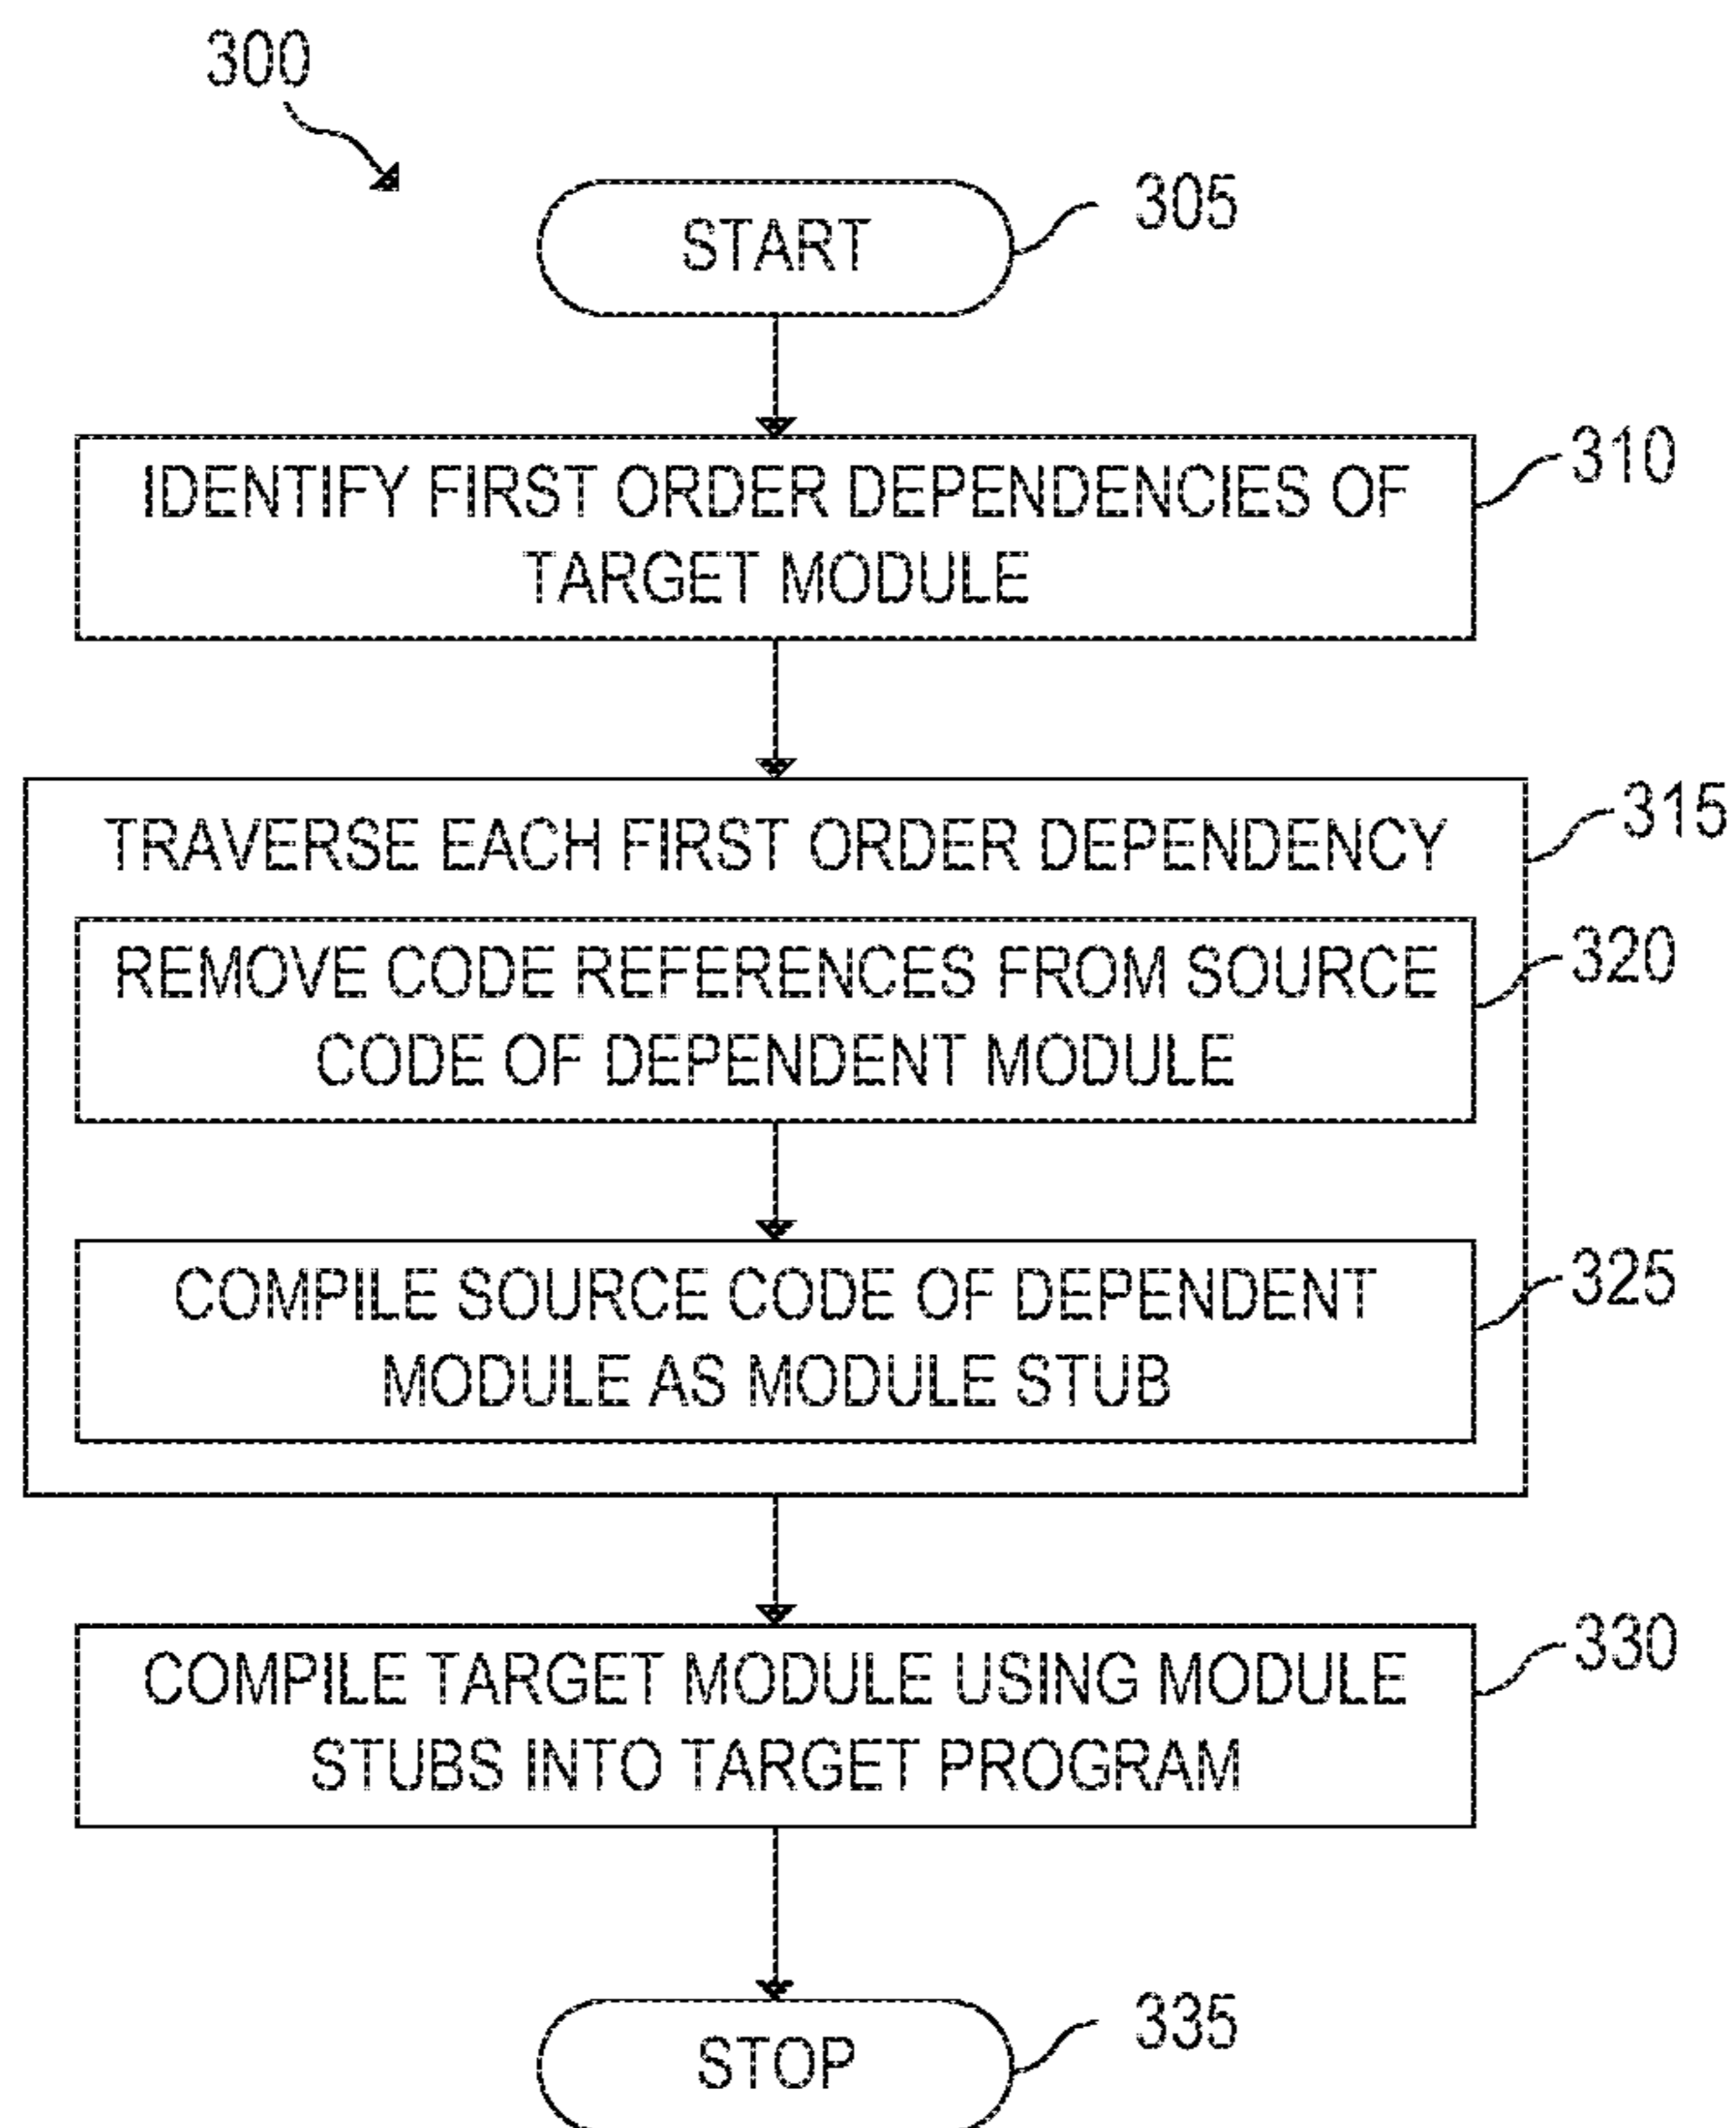 300
START
305
IDENTIFY FIRST ORDER DEPENDENCIES OF
TARGET MODULE
310
TRAVERSE EACH FIRST ORDER DEPENDENCY
315
REMOVE CODE REFERENCES FROM SOURCE
CODE OF DEPENDENT MODULE
320
COMPILE SOURCE CODE OF DEPENDENT
MODULE AS MODULE STUB
325
COMPILE TARGET MODULE USING MODULE
STUBS INTO TARGET PROGRAM
330
STOP
335